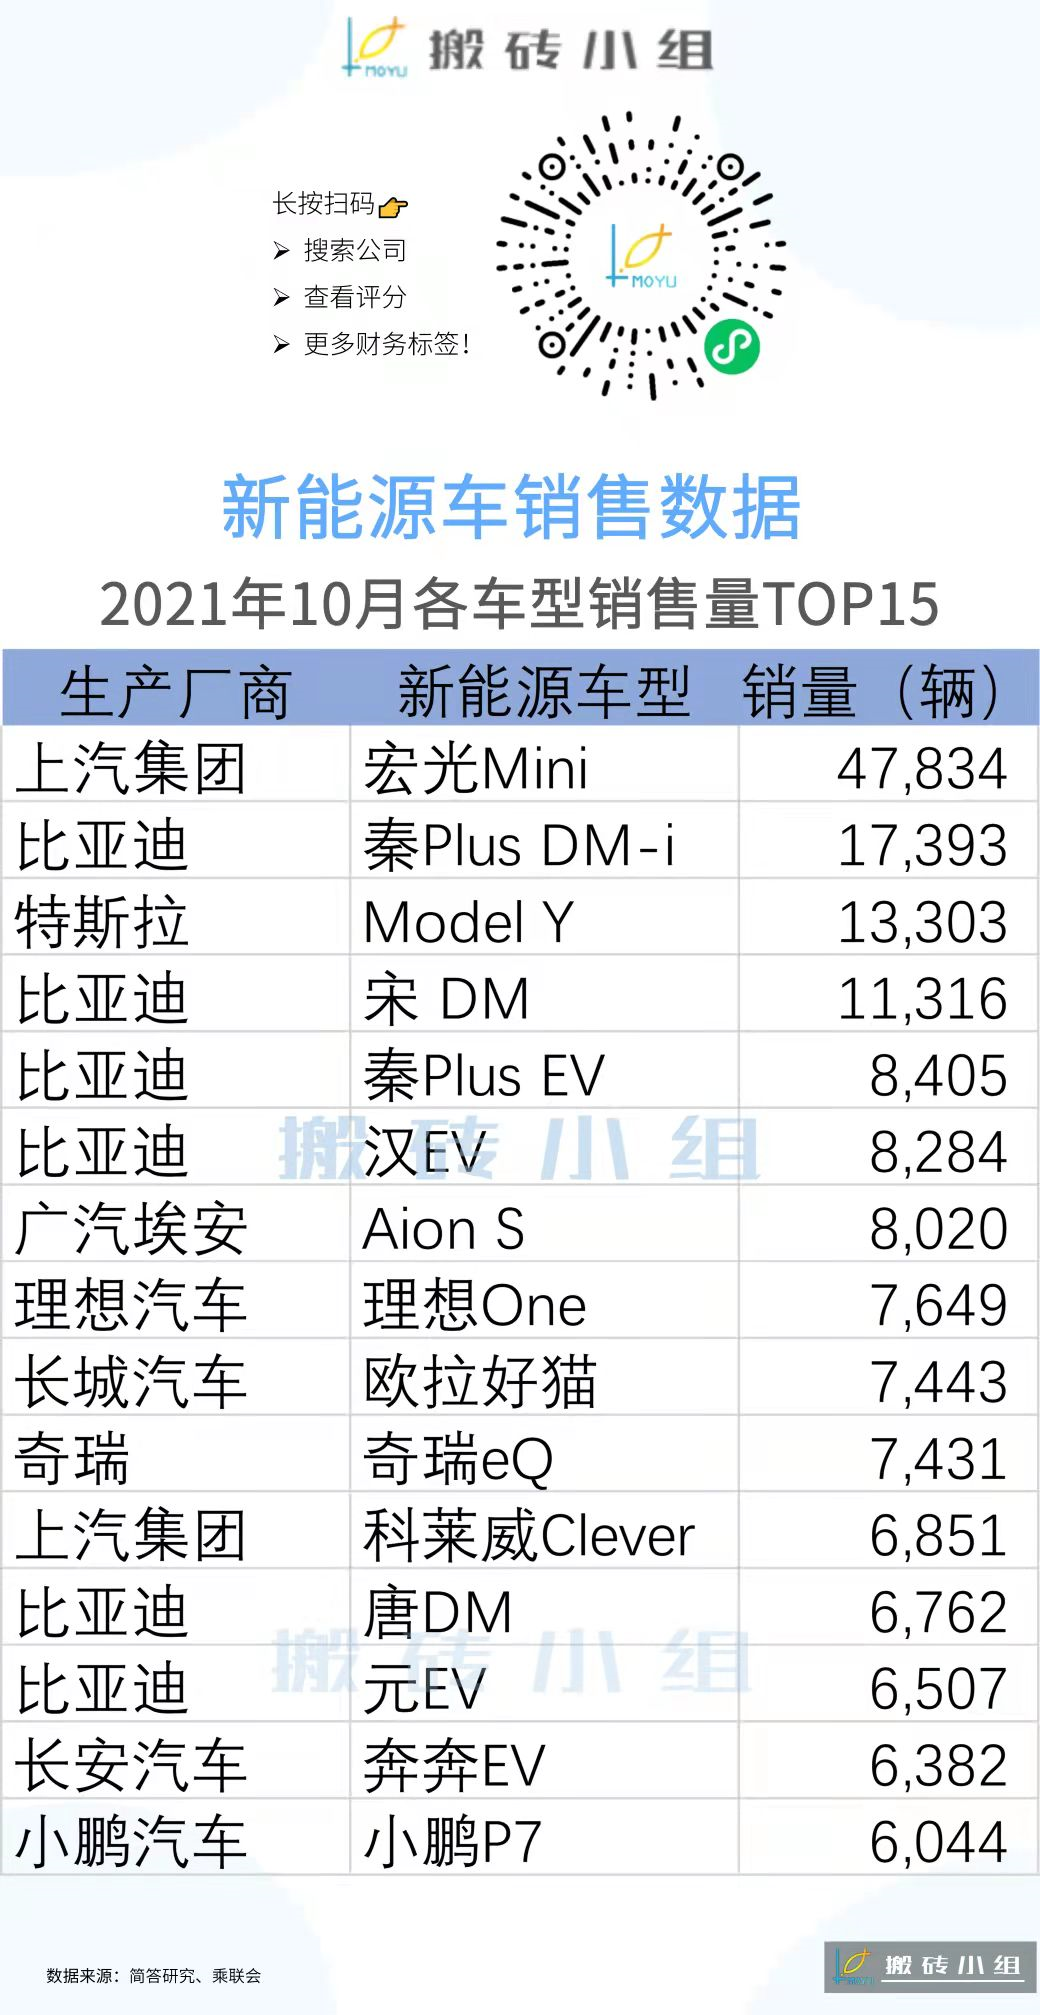 MOYU 搬砖小组
长按扫码👉
➢ 搜索公司
➢ 查看评分
➢ 更多财务标签!
MOYU
新能源车销售数据
2021年10月各车型销售量TOP15
生产厂商 新能源车型 销量（辆）
上汽集团 宏光Mini 47,834
比亚迪 秦Plus DM-i 17,393
特斯拉 Model Y 13,303
比亚迪 宋 DM 11,316
比亚迪 秦Plus EV 8,405
比亚迪 汉EV 8,284
搬砖小组
广汽埃安 Aion S 8,020
理想汽车 理想One 7,649
长城汽车 欧拉好猫 7,443
奇瑞 奇瑞eQ 7,431
上汽集团 科莱威Clever 6,851
比亚迪 唐DM 6,762
搬砖小组
比亚迪 元EV 6,507
长安汽车 奔奔EV 6,382
小鹏汽车 小鹏P7 6,044
数据来源：简答研究、乘联会
MOYU 搬砖小组